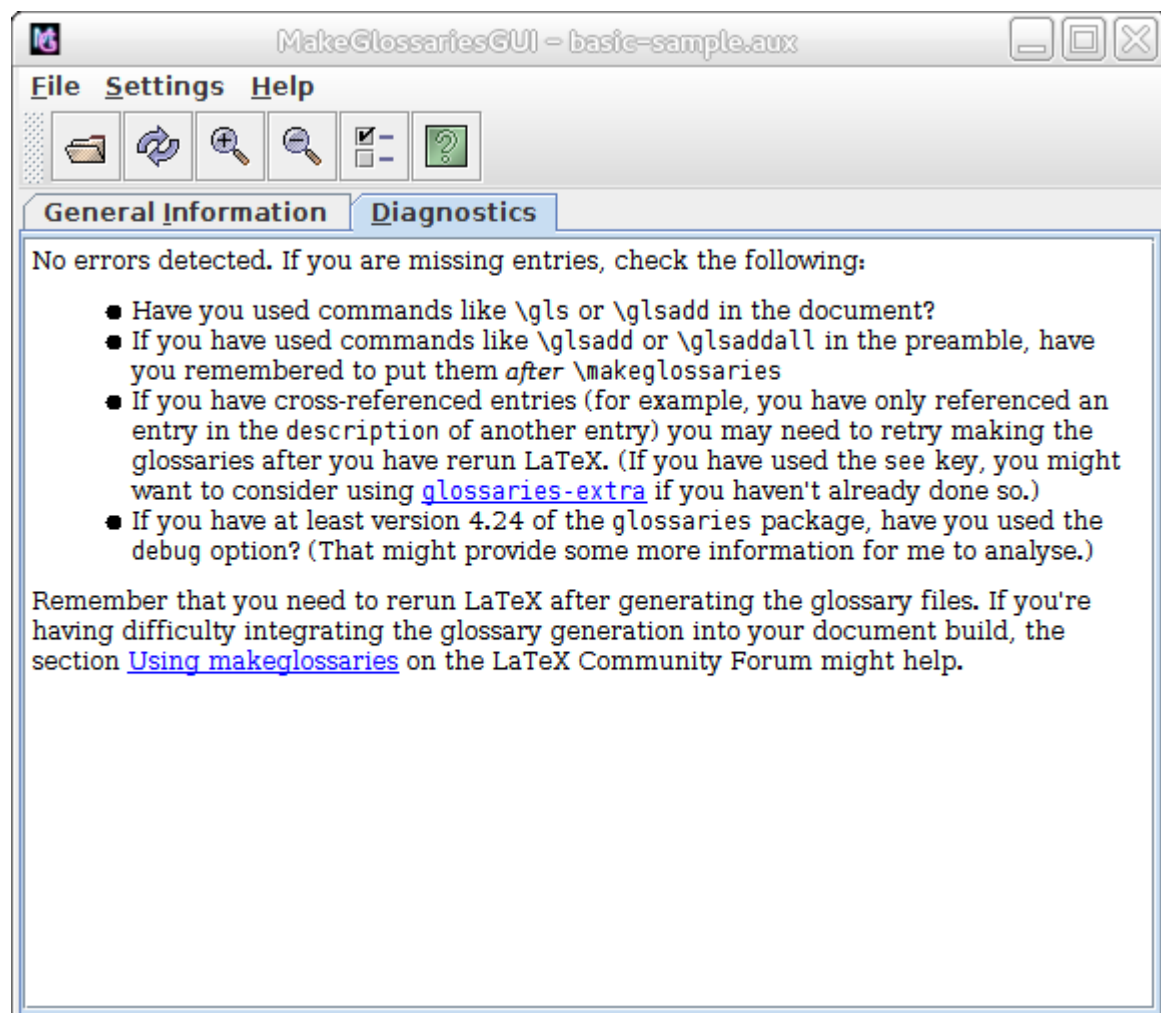 MakeGlossariesGUI – basic-sample.aux
File Settings Help
General Information Diagnostics
No errors detected. If you are missing entries, check the following:
● Have you used commands like \gls or \glsadd in the document?
● If you have used commands like \glsadd or \glsaddall in the preamble, have
you remembered to put them after \makeglossaries
● If you have cross-referenced entries (for example, you have only referenced an
entry in the description of another entry) you may need to retry making the
glossaries after you have rerun LaTeX. (If you have used the see key, you might
want to consider using glossaries-extra if you haven't already done so.)
● If you have at least version 4.24 of the glossaries package, have you used the
debug option? (That might provide some more information for me to analyse.)
Remember that you need to rerun LaTeX after generating the glossary files. If you're
having difficulty integrating the glossary generation into your document build, the
section Using makeglossaries on the LaTeX Community Forum might help.